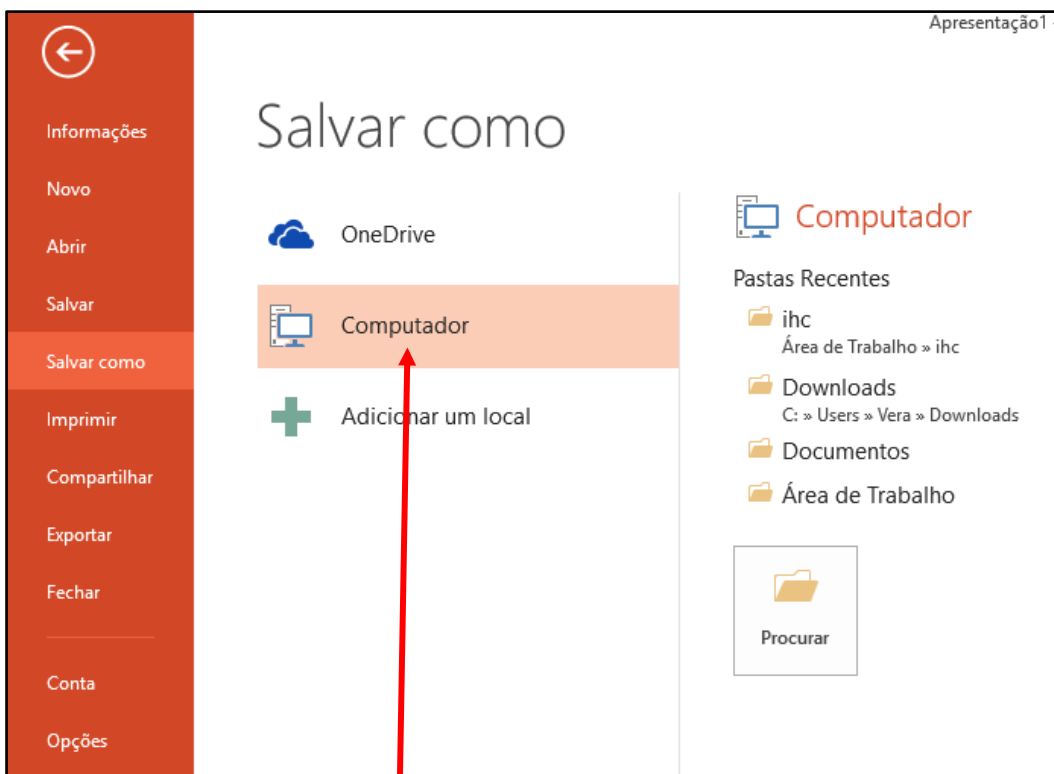 Apresentação1 -
Informações
Novo
Abrir
Salvar
Salvar como
Imprimir
Compartilhar
Exportar
Fechar
Conta
Opções
Salvar como
OneDrive
Computador
Adicionar um local
Computador
Pastas Recentes
ihc
Área de Trabalho » ihc
Downloads
C: » Users » Vera » Downloads
Documentos
Área de Trabalho
Procurar